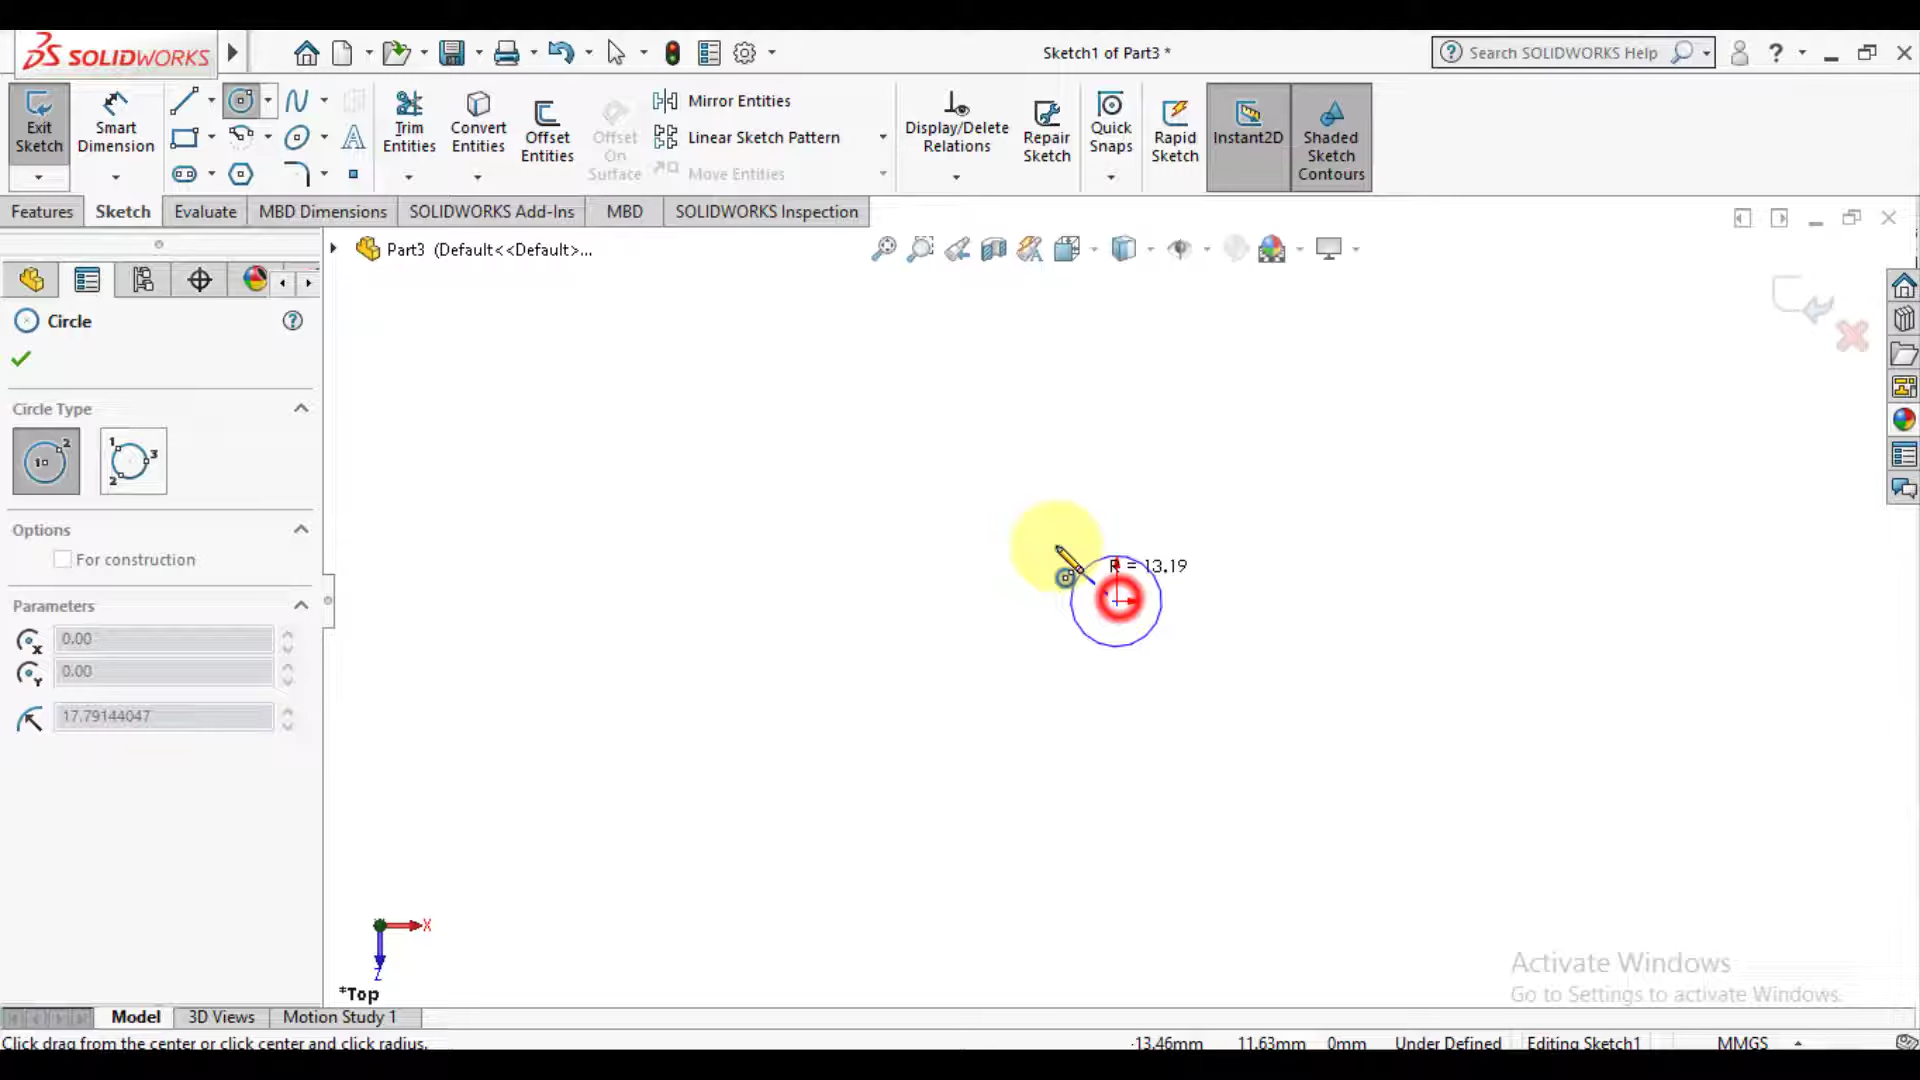 SOLIDWORKS
Sketch1 of Part3 *
Search SOLIDWORKS Help
Exit Sketch
Smart Dimension
Trim Entities
Convert Entities
Offset Entities
Offset On Surface
Mirror Entities
Linear Sketch Pattern
Move Entities
Display/Delete Relations
Repair Sketch
Quick Snaps
Rapid Sketch
Instant2D
Shaded Sketch Contours
Features
Sketch
Evaluate
MBD Dimensions
SOLIDWORKS Add-Ins
MBD
SOLIDWORKS Inspection
Part3 (Default<<Default>...
Circle
Circle Type
1
2
1
2
3
Options
For construction
Parameters
X
0.00
Y
0.00
17.79144047
R = 13.19
X
Z
*Top
Activate Windows
Go to Settings to activate Windows.
Model
3D Views
Motion Study 1
Click drag from the center or click center and click radius.
-13.46mm
11.63mm
0mm
Under Defined
Editing Sketch1
MMGS